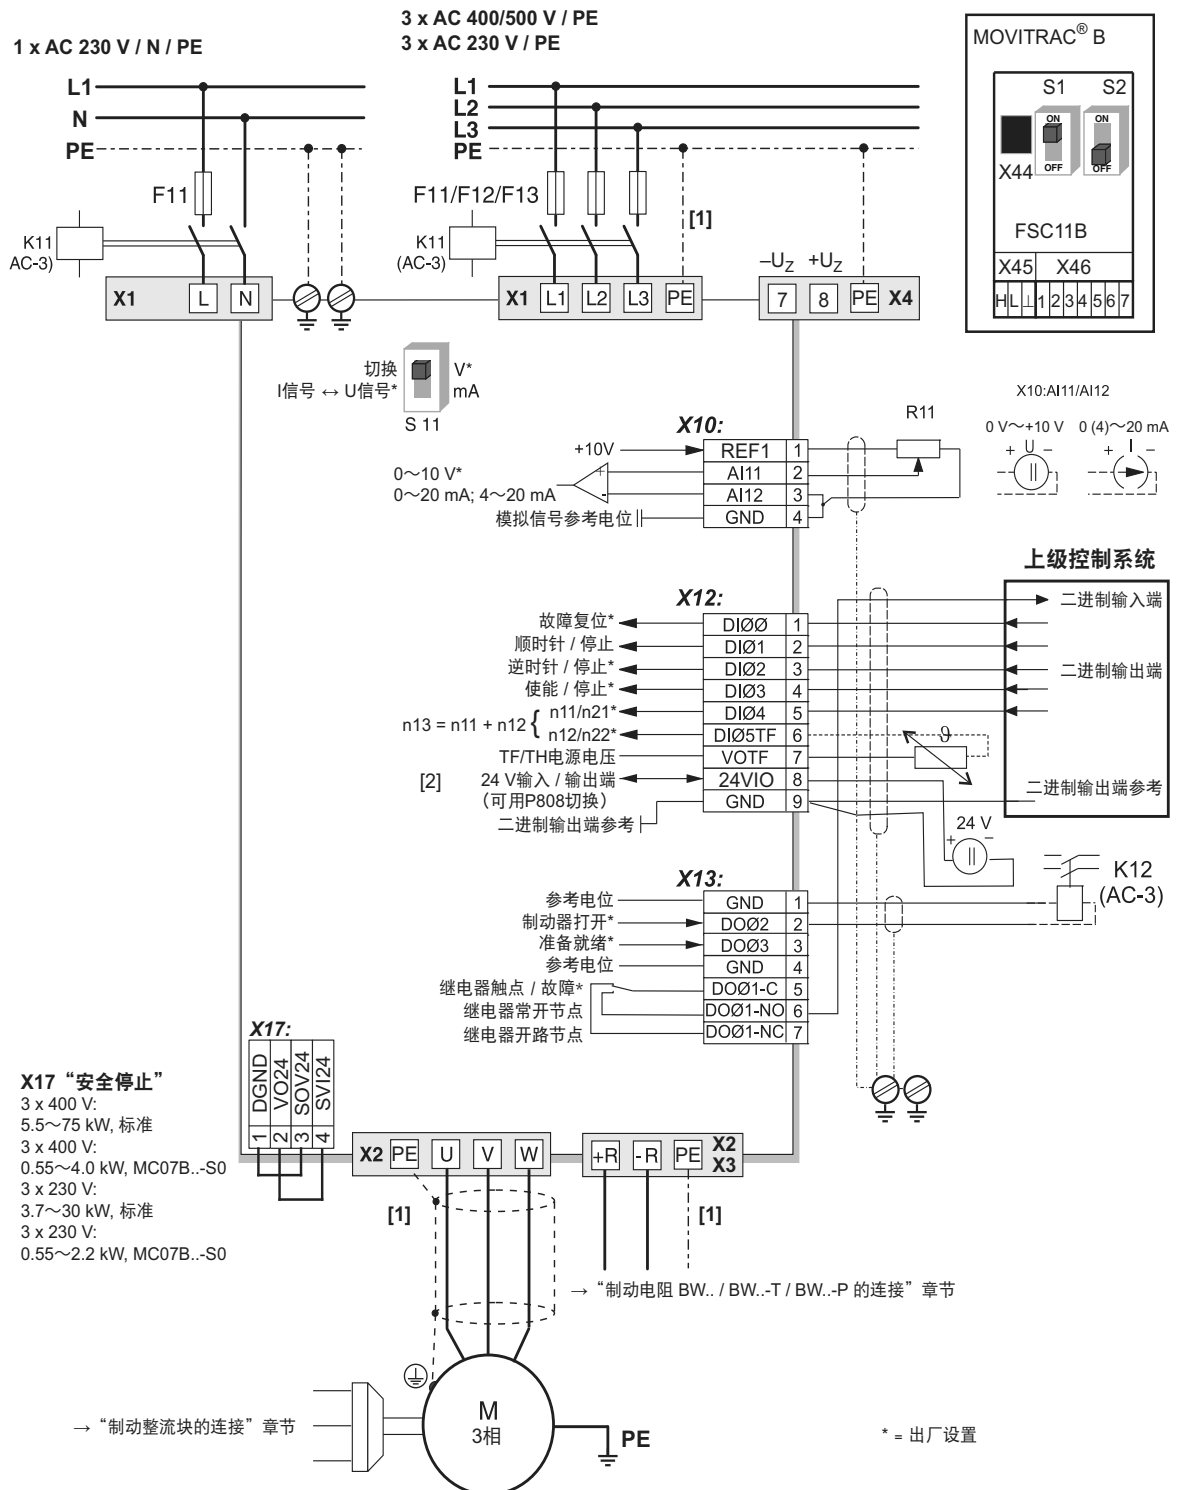 1 x AC 230 V / N / PE
3 x AC 400/500 V / PE
3 x AC 230 V / PE
L1
N
PE
F11
K11
AC-3)
X1 L N
L1
L2
L3
PE
F11/F12/F13
[1]
K11
(AC-3)
X1 L1 L2 L3 PE
–UZ +UZ
7 8 PE X4
MOVITRAC® B
S1 S2
ON ON
X44 OFF OFF
FSC11B
X45 X46
H L ⊥ 1 2 3 4 5 6 7
切换 V*
I信号 ↔ U信号* mA
S 11
X10:
+10V REF1 1
0～10 V* AI11 2
0～20 mA; 4～20 mA AI12 3
模拟信号参考电位 GND 4
R11
X10:AI11/AI12
0 V～+10 V 0 (4)～20 mA
+ U – + I –
上级控制系统
二进制输入端
二进制输出端
二进制输出端参考
X12:
故障复位* DIØØ 1
顺时针 / 停止 DIØ1 2
逆时针 / 停止* DIØ2 3
使能 / 停止* DIØ3 4
n13 = n11 + n12 {
n11/n21* DIØ4 5
n12/n22* DIØ5TF 6
TF/TH电源电压 VOTF 7
[2] 24 V输入 / 输出端 24VIO 8
（可用P808切换）
GND 9
二进制输出端参考
ϑ
24 V
+ –
K12
(AC-3)
X13:
参考电位 GND 1
制动器打开* DOØ2 2
准备就绪* DOØ3 3
参考电位 GND 4
继电器触点 / 故障* DOØ1-C 5
继电器常开节点 DOØ1-NO 6
继电器开路节点 DOØ1-NC 7
X17:
DGND 1
VO24 2
SOV24 3
SVI24 4
X17“安全停止”
3 x 400 V:
5.5～75 kW, 标准
3 x 400 V:
0.55～4.0 kW, MC07B..-S0
3 x 230 V:
3.7～30 kW, 标准
3 x 230 V:
0.55～2.2 kW, MC07B..-S0
X2 PE U V W
+R -R PE X2
X3
[1]
[1]
→ “制动电阻 BW.. / BW..-T / BW..-P 的连接” 章节
→ “制动整流块的连接” 章节
M
3相
PE
* = 出厂设置